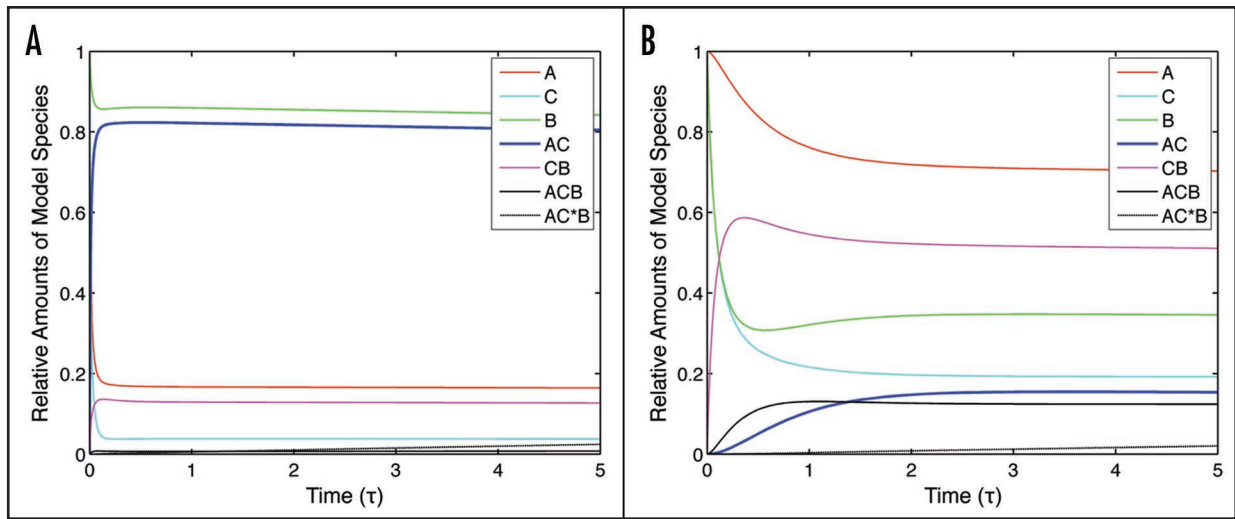 A
Relative Amounts of Model Species
1
0.8
0.6
0.4
0.2
0
0
1
2
3
4
5
Time (τ)
A
C
B
AC
CB
ACB
AC*B
B
Relative Amounts of Model Species
1
0.8
0.6
0.4
0.2
0
0
1
2
3
4
5
Time (τ)
A
C
B
AC
CB
ACB
AC*B